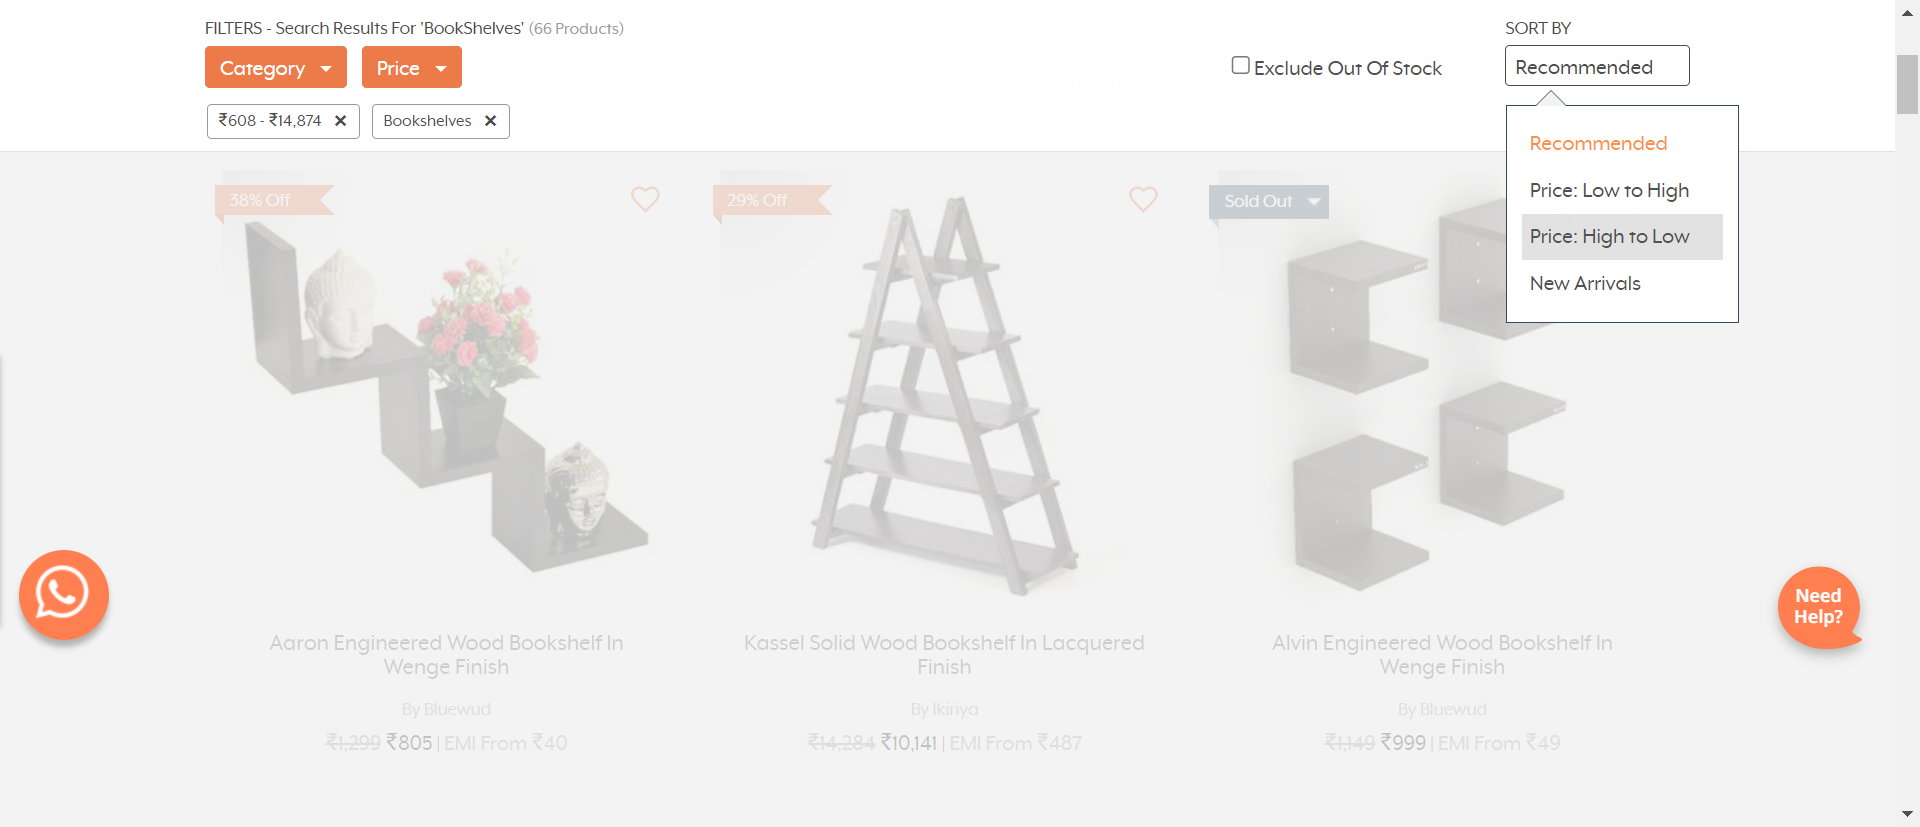 FILTERS - Search Results For 'BookShelves' (66 Products)
SORT BY
Category
Price
Exclude Out Of Stock
Recommended
₹608 - ₹14,874 ✕
Bookshelves ✕
Recommended
Price: Low to High
Price: High to Low
New Arrivals
38% Off
29% Off
Sold Out
Need
Help?
Aaron Engineered Wood Bookshelf In
Wenge Finish
By Bluewud
₹1,299 ₹805 | EMI From ₹40
Kassel Solid Wood Bookshelf In Lacquered
Finish
By Ikiriya
₹14,284 ₹10,141 | EMI From ₹487
Alvin Engineered Wood Bookshelf In
Wenge Finish
By Bluewud
₹1,149 ₹999 | EMI From ₹49